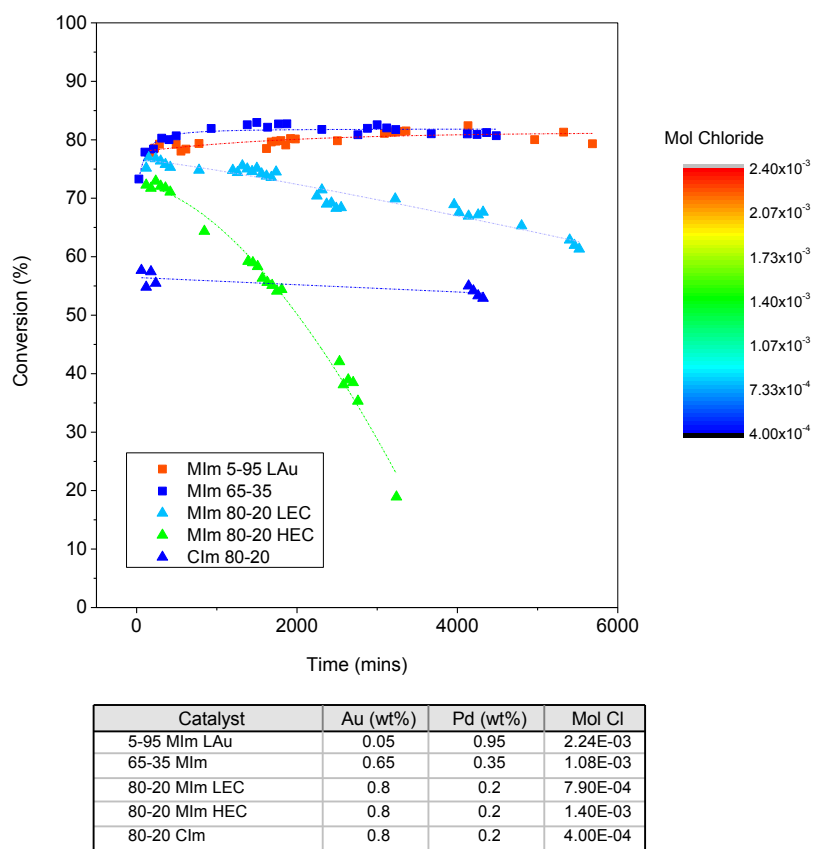 100
90
80
70
60
50
40
30
20
10
0
Conversion (%)
0 2000 4000 6000
Time (mins)
MIm 5-95 LAu
MIm 65-35
MIm 80-20 LEC
MIm 80-20 HEC
CIm 80-20
Mol Chloride
2.40x10⁻³
2.07x10⁻³
1.73x10⁻³
1.40x10⁻³
1.07x10⁻³
7.33x10⁻⁴
4.00x10⁻⁴
Catalyst Au (wt%) Pd (wt%) Mol Cl
5-95 MIm LAu 0.05 0.95 2.24E-03
65-35 MIm 0.65 0.35 1.08E-03
80-20 MIm LEC 0.8 0.2 7.90E-04
80-20 MIm HEC 0.8 0.2 1.40E-03
80-20 CIm 0.8 0.2 4.00E-04